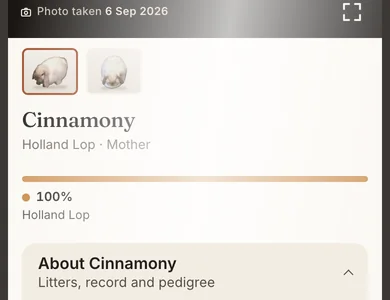 Photo taken 6 Sep 2026
Cinnamony
Holland Lop · Mother
100%
Holland Lop
About Cinnamony
Litters, record and pedigree